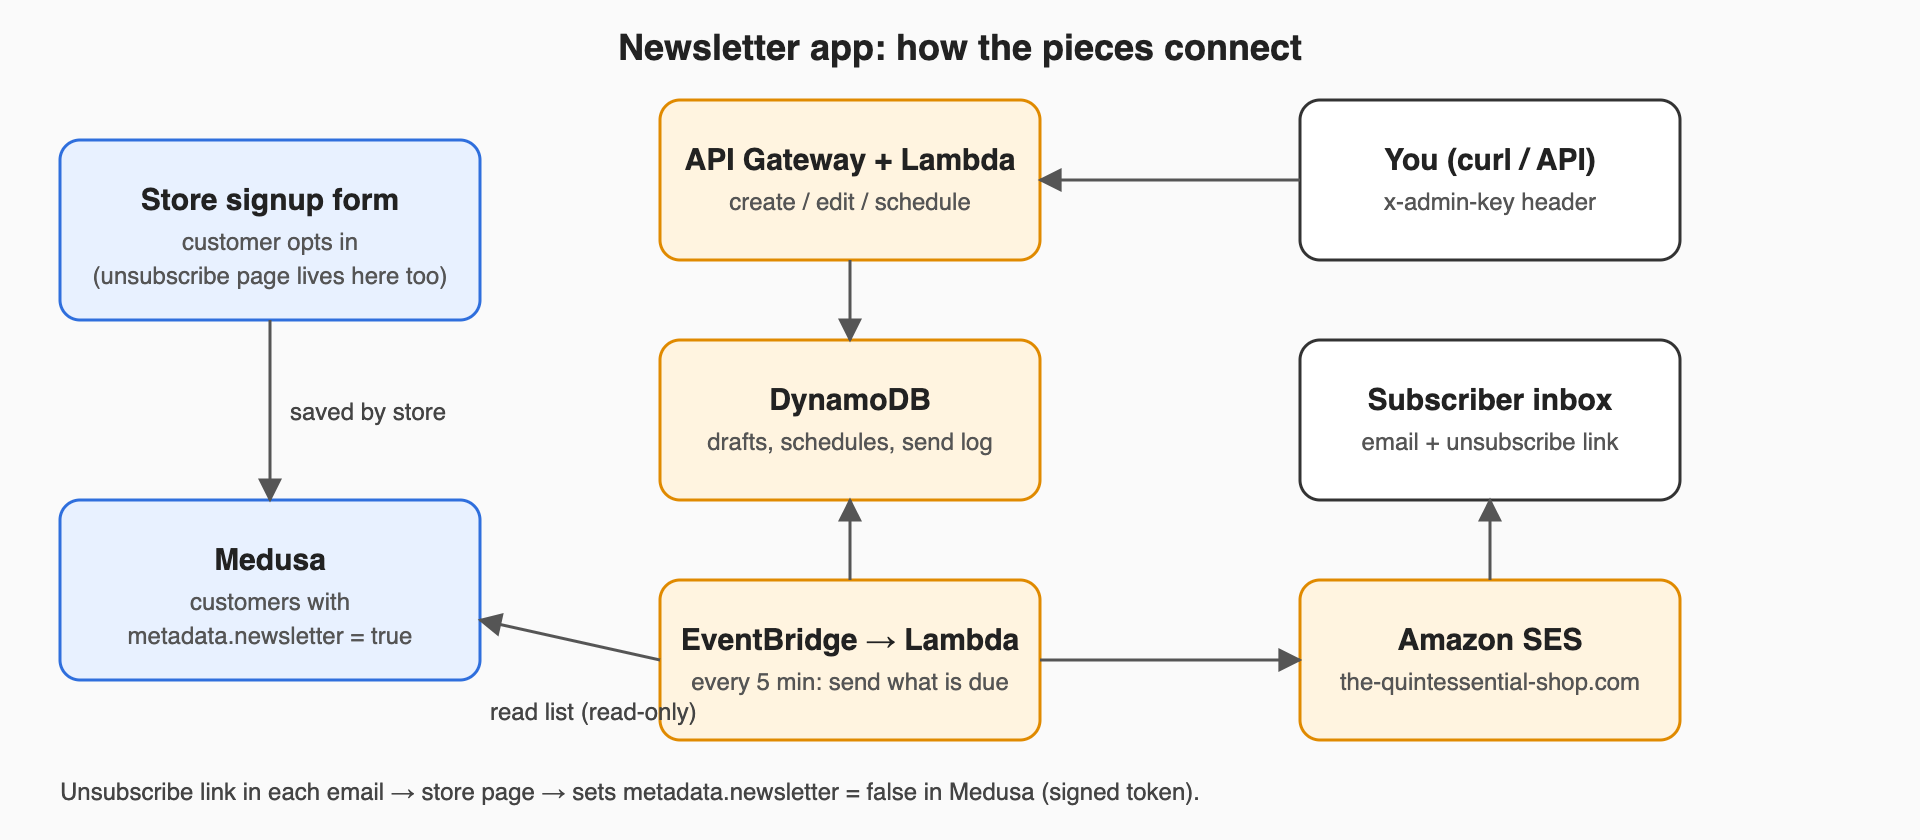 Newsletter app: how the pieces connect
Store signup form
customer opts in
(unsubscribe page lives here too)
saved by store
Medusa
customers with
metadata.newsletter = true
API Gateway + Lambda
create / edit / schedule
DynamoDB
drafts, schedules, send log
EventBridge → Lambda
every 5 min: send what is due
read list (read-only)
You (curl / API)
x-admin-key header
Subscriber inbox
email + unsubscribe link
Amazon SES
the-quintessential-shop.com
Unsubscribe link in each email → store page → sets metadata.newsletter = false in Medusa (signed token).